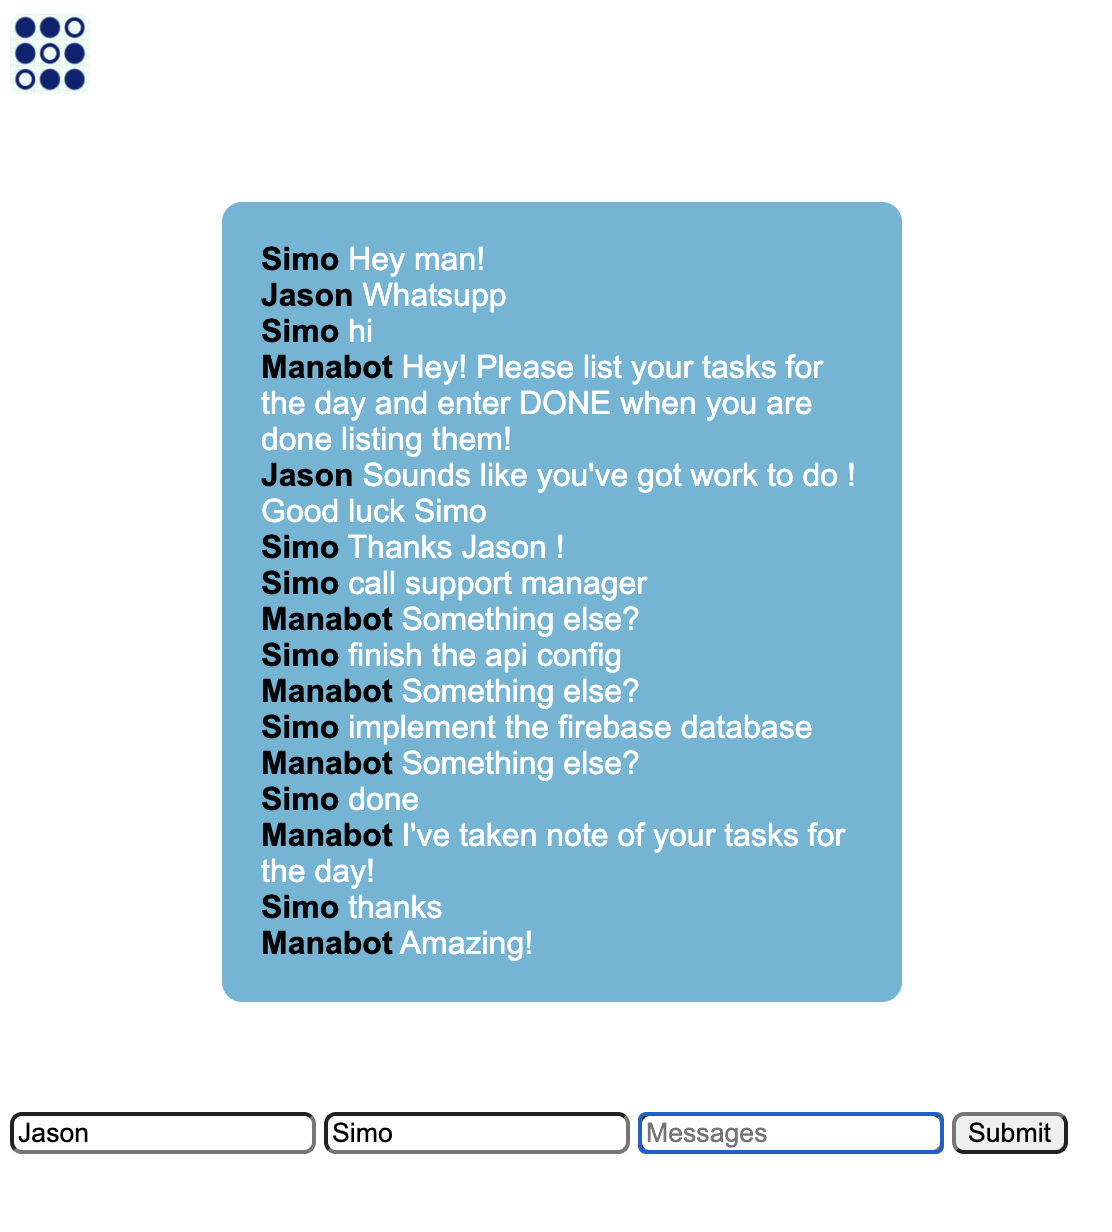 Simo Hey man!
Jason Whatsupp
Simo hi
Manabot Hey! Please list your tasks for
the day and enter DONE when you are
done listing them!
Jason Sounds like you've got work to do !
Good luck Simo
Simo Thanks Jason !
Simo call support manager
Manabot Something else?
Simo finish the api config
Manabot Something else?
Simo implement the firebase database
Manabot Something else?
Simo done
Manabot I've taken note of your tasks for
the day!
Simo thanks
Manabot Amazing!
Jason Simo Messages Submit